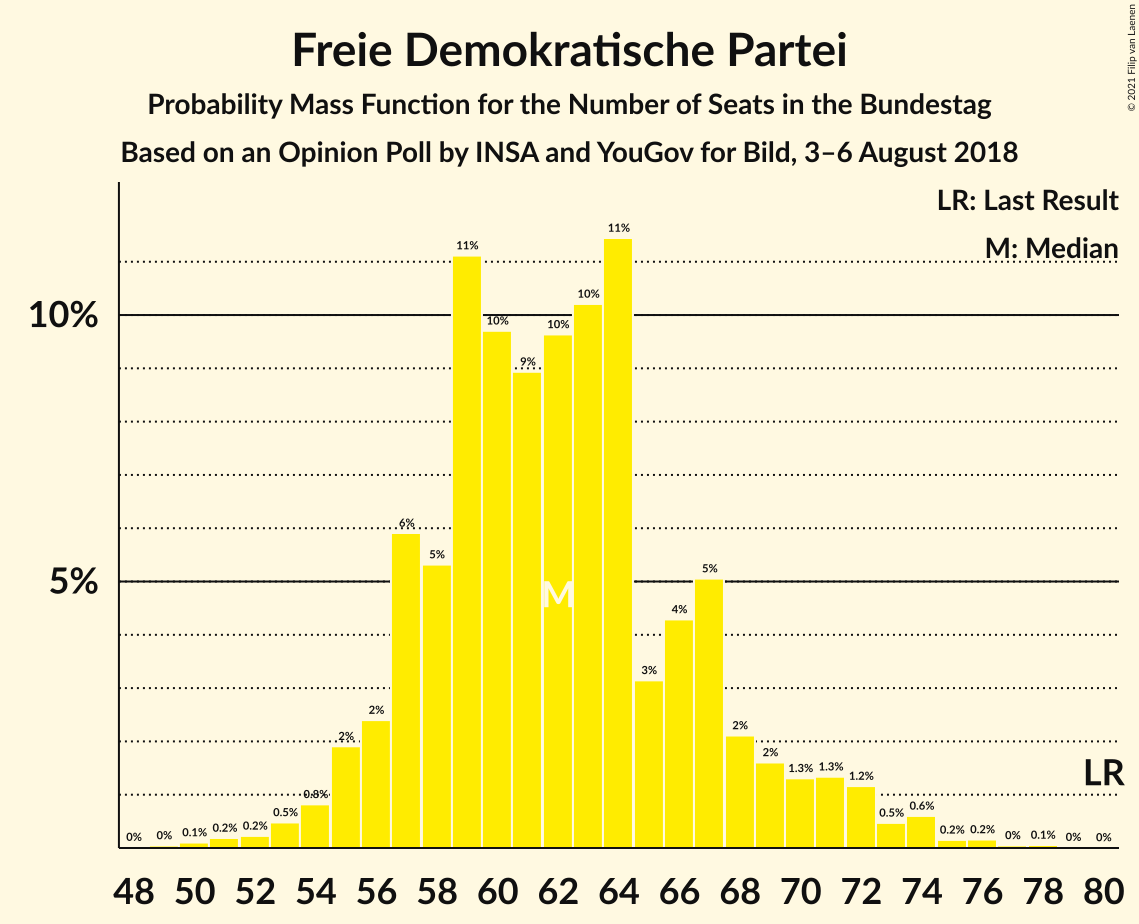 Freie Demokratische Partei
Probability Mass Function for the Number of Seats in the Bundestag
Based on an Opinion Poll by INSA and YouGov for Bild, 3–6 August 2018
© 2021 Filip van Laenen
LR: Last Result
M: Median
10%
5%
0% 0% 0.1% 0.2% 0.2% 0.5% 0.8% 2% 2% 6% 5% 11% 10% 9% 10% 10% 11% 3% 4% 5% 2% 2% 1.3% 1.3% 1.2% 0.5% 0.6% 0.2% 0.2% 0% 0.1% 0% 0%
M
LR
48 50 52 54 56 58 60 62 64 66 68 70 72 74 76 78 80